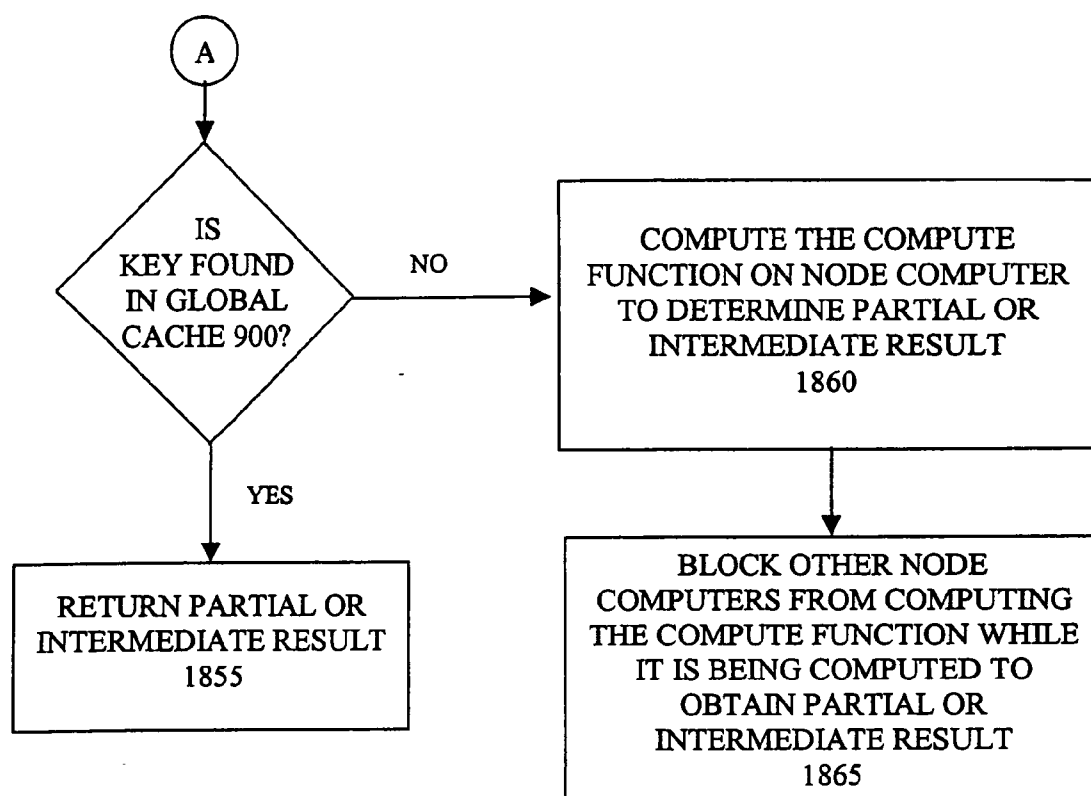 A
IS
KEY FOUND
IN GLOBAL
CACHE 900?
NO
COMPUTE THE COMPUTE
FUNCTION ON NODE COMPUTER
TO DETERMINE PARTIAL OR
INTERMEDIATE RESULT
1860
YES
RETURN PARTIAL OR
INTERMEDIATE RESULT
1855
BLOCK OTHER NODE
COMPUTERS FROM COMPUTING
THE COMPUTE FUNCTION WHILE
IT IS BEING COMPUTED TO
OBTAIN PARTIAL OR
INTERMEDIATE RESULT
1865